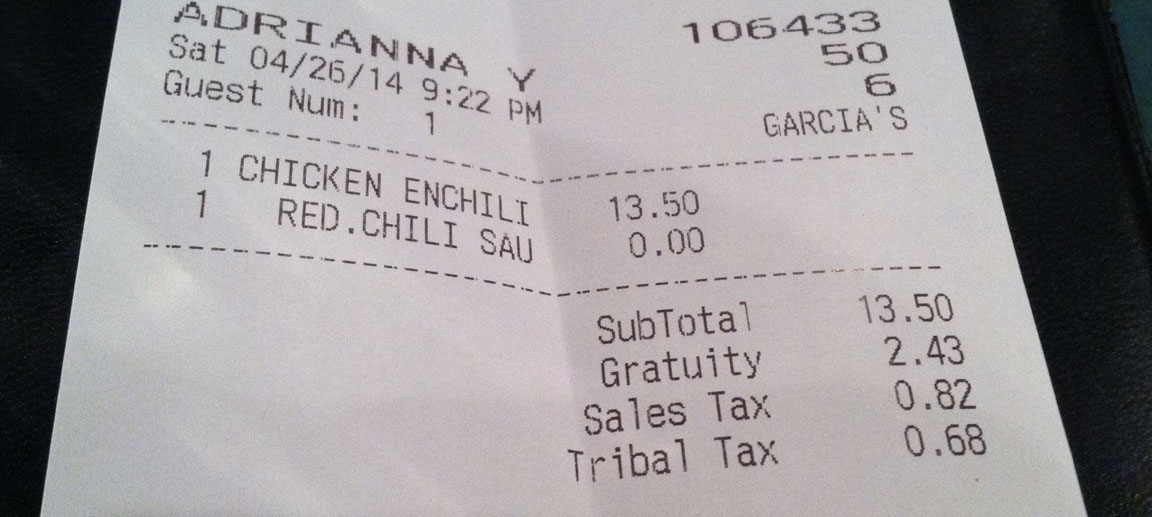 ADRIANNA Y 106433
Sat 04/26/14 9:22 PM 50
Guest Num: 1 6
GARCIA'S
1 CHICKEN ENCHILI 13.50
1 RED.CHILI SAU 0.00
SubTotal 13.50
Gratuity 2.43
Sales Tax 0.82
Tribal Tax 0.68